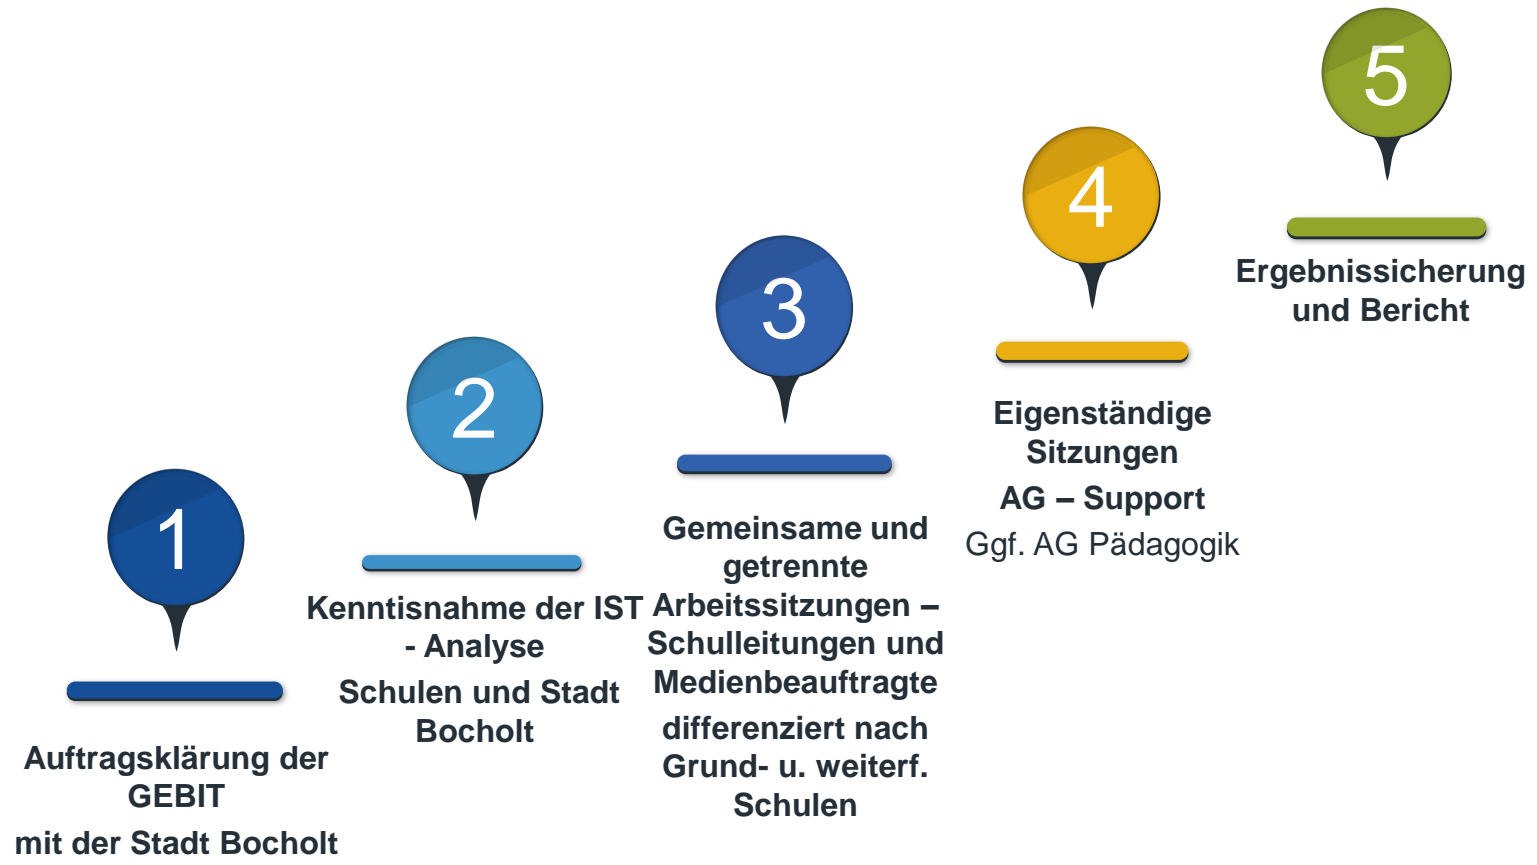 1
Auftragsklärung der
GEBIT
mit der Stadt Bocholt
2
Kenntisnahme der IST
- Analyse
Schulen und Stadt
Bocholt
3
Gemeinsame und
getrennte
Arbeitssitzungen –
Schulleitungen und
Medienbeauftragte
differenziert nach
Grund- u. weiterf.
Schulen
4
Eigenständige
Sitzungen
AG – Support
Ggf. AG Pädagogik
5
Ergebnissicherung
und Bericht